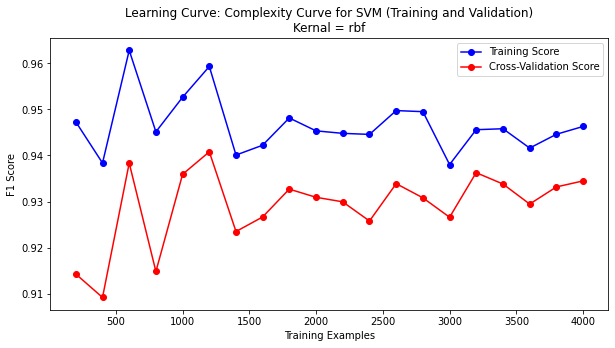 Learning Curve: Complexity Curve for SVM (Training and Validation)
Kernal = rbf
Training Score
Cross-Validation Score
F1 Score
0.96
0.95
0.94
0.93
0.92
0.91
500 1000 1500 2000 2500 3000 3500 4000
Training Examples